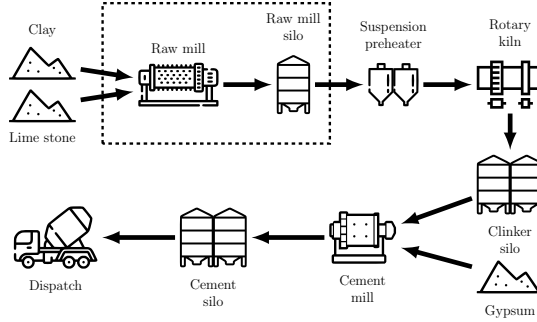 Clay
Lime stone
Raw mill
Raw mill
silo
Suspension
preheater
Rotary
kiln
Clinker
silo
Gypsum
Cement
mill
Cement
silo
Dispatch